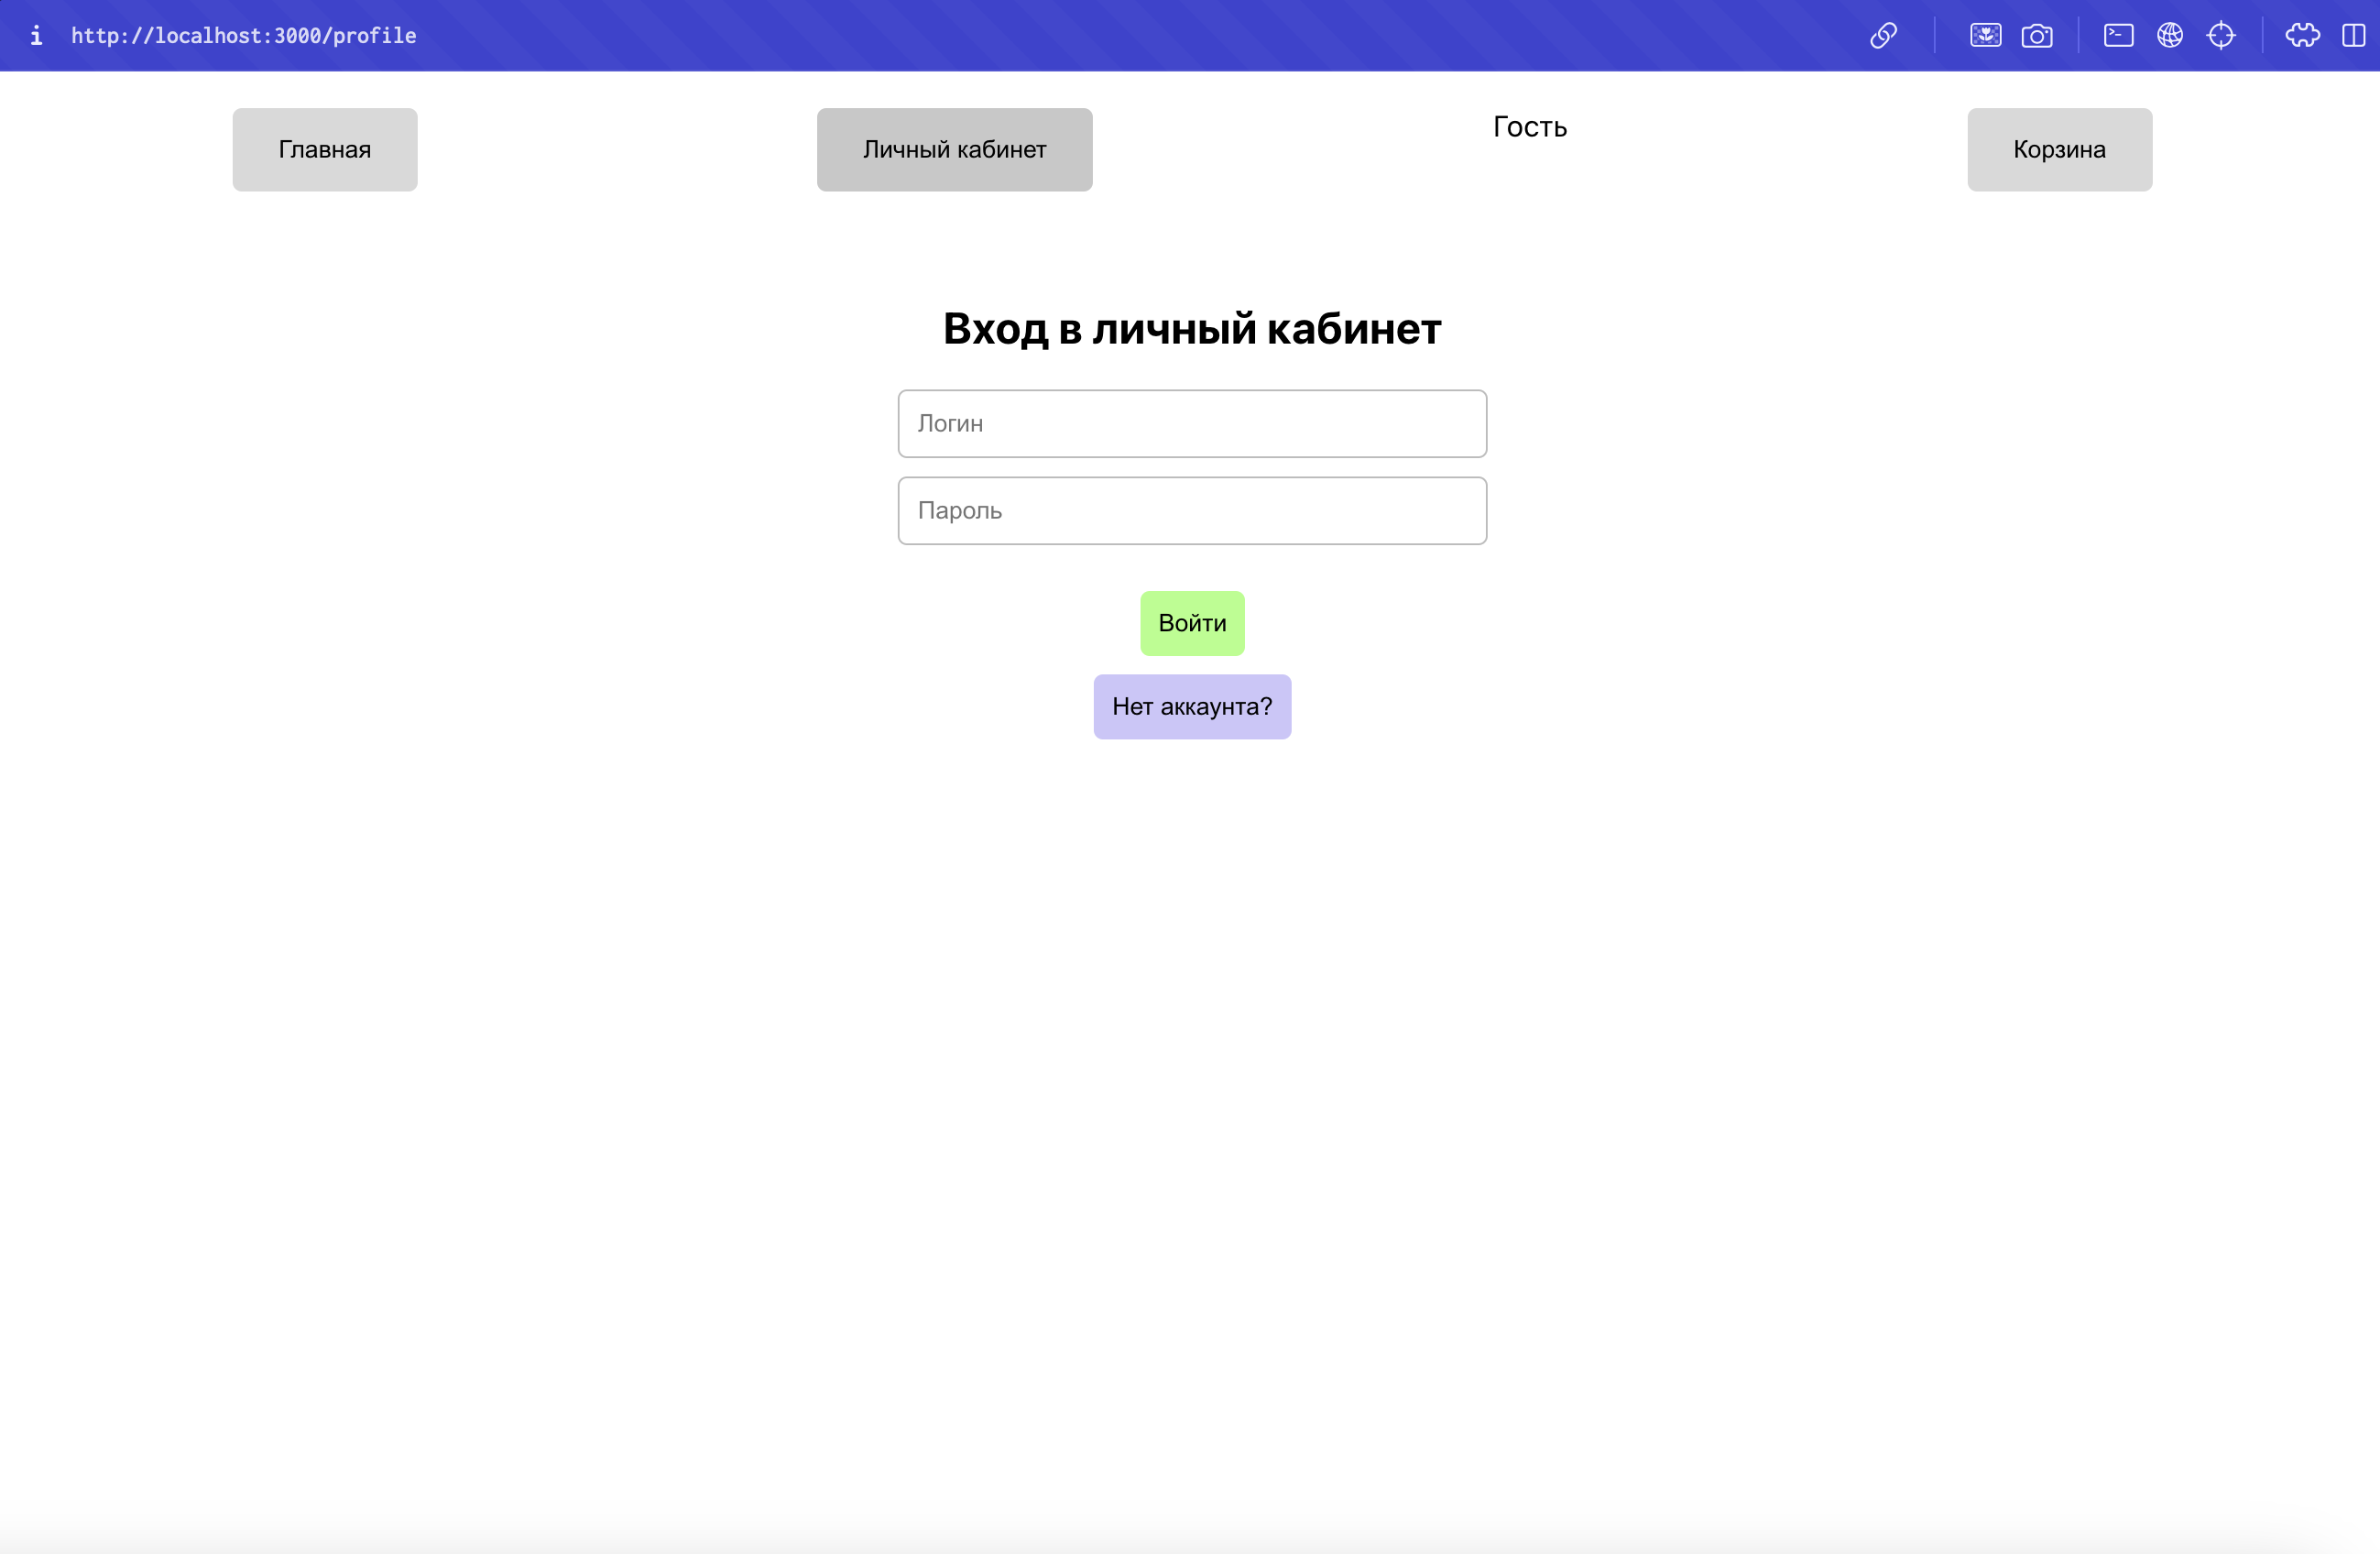 http://localhost:3000/profile
Главная
Личный кабинет
Гость
Корзина
Вход в личный кабинет
Логин
Пароль
Войти
Нет аккаунта?